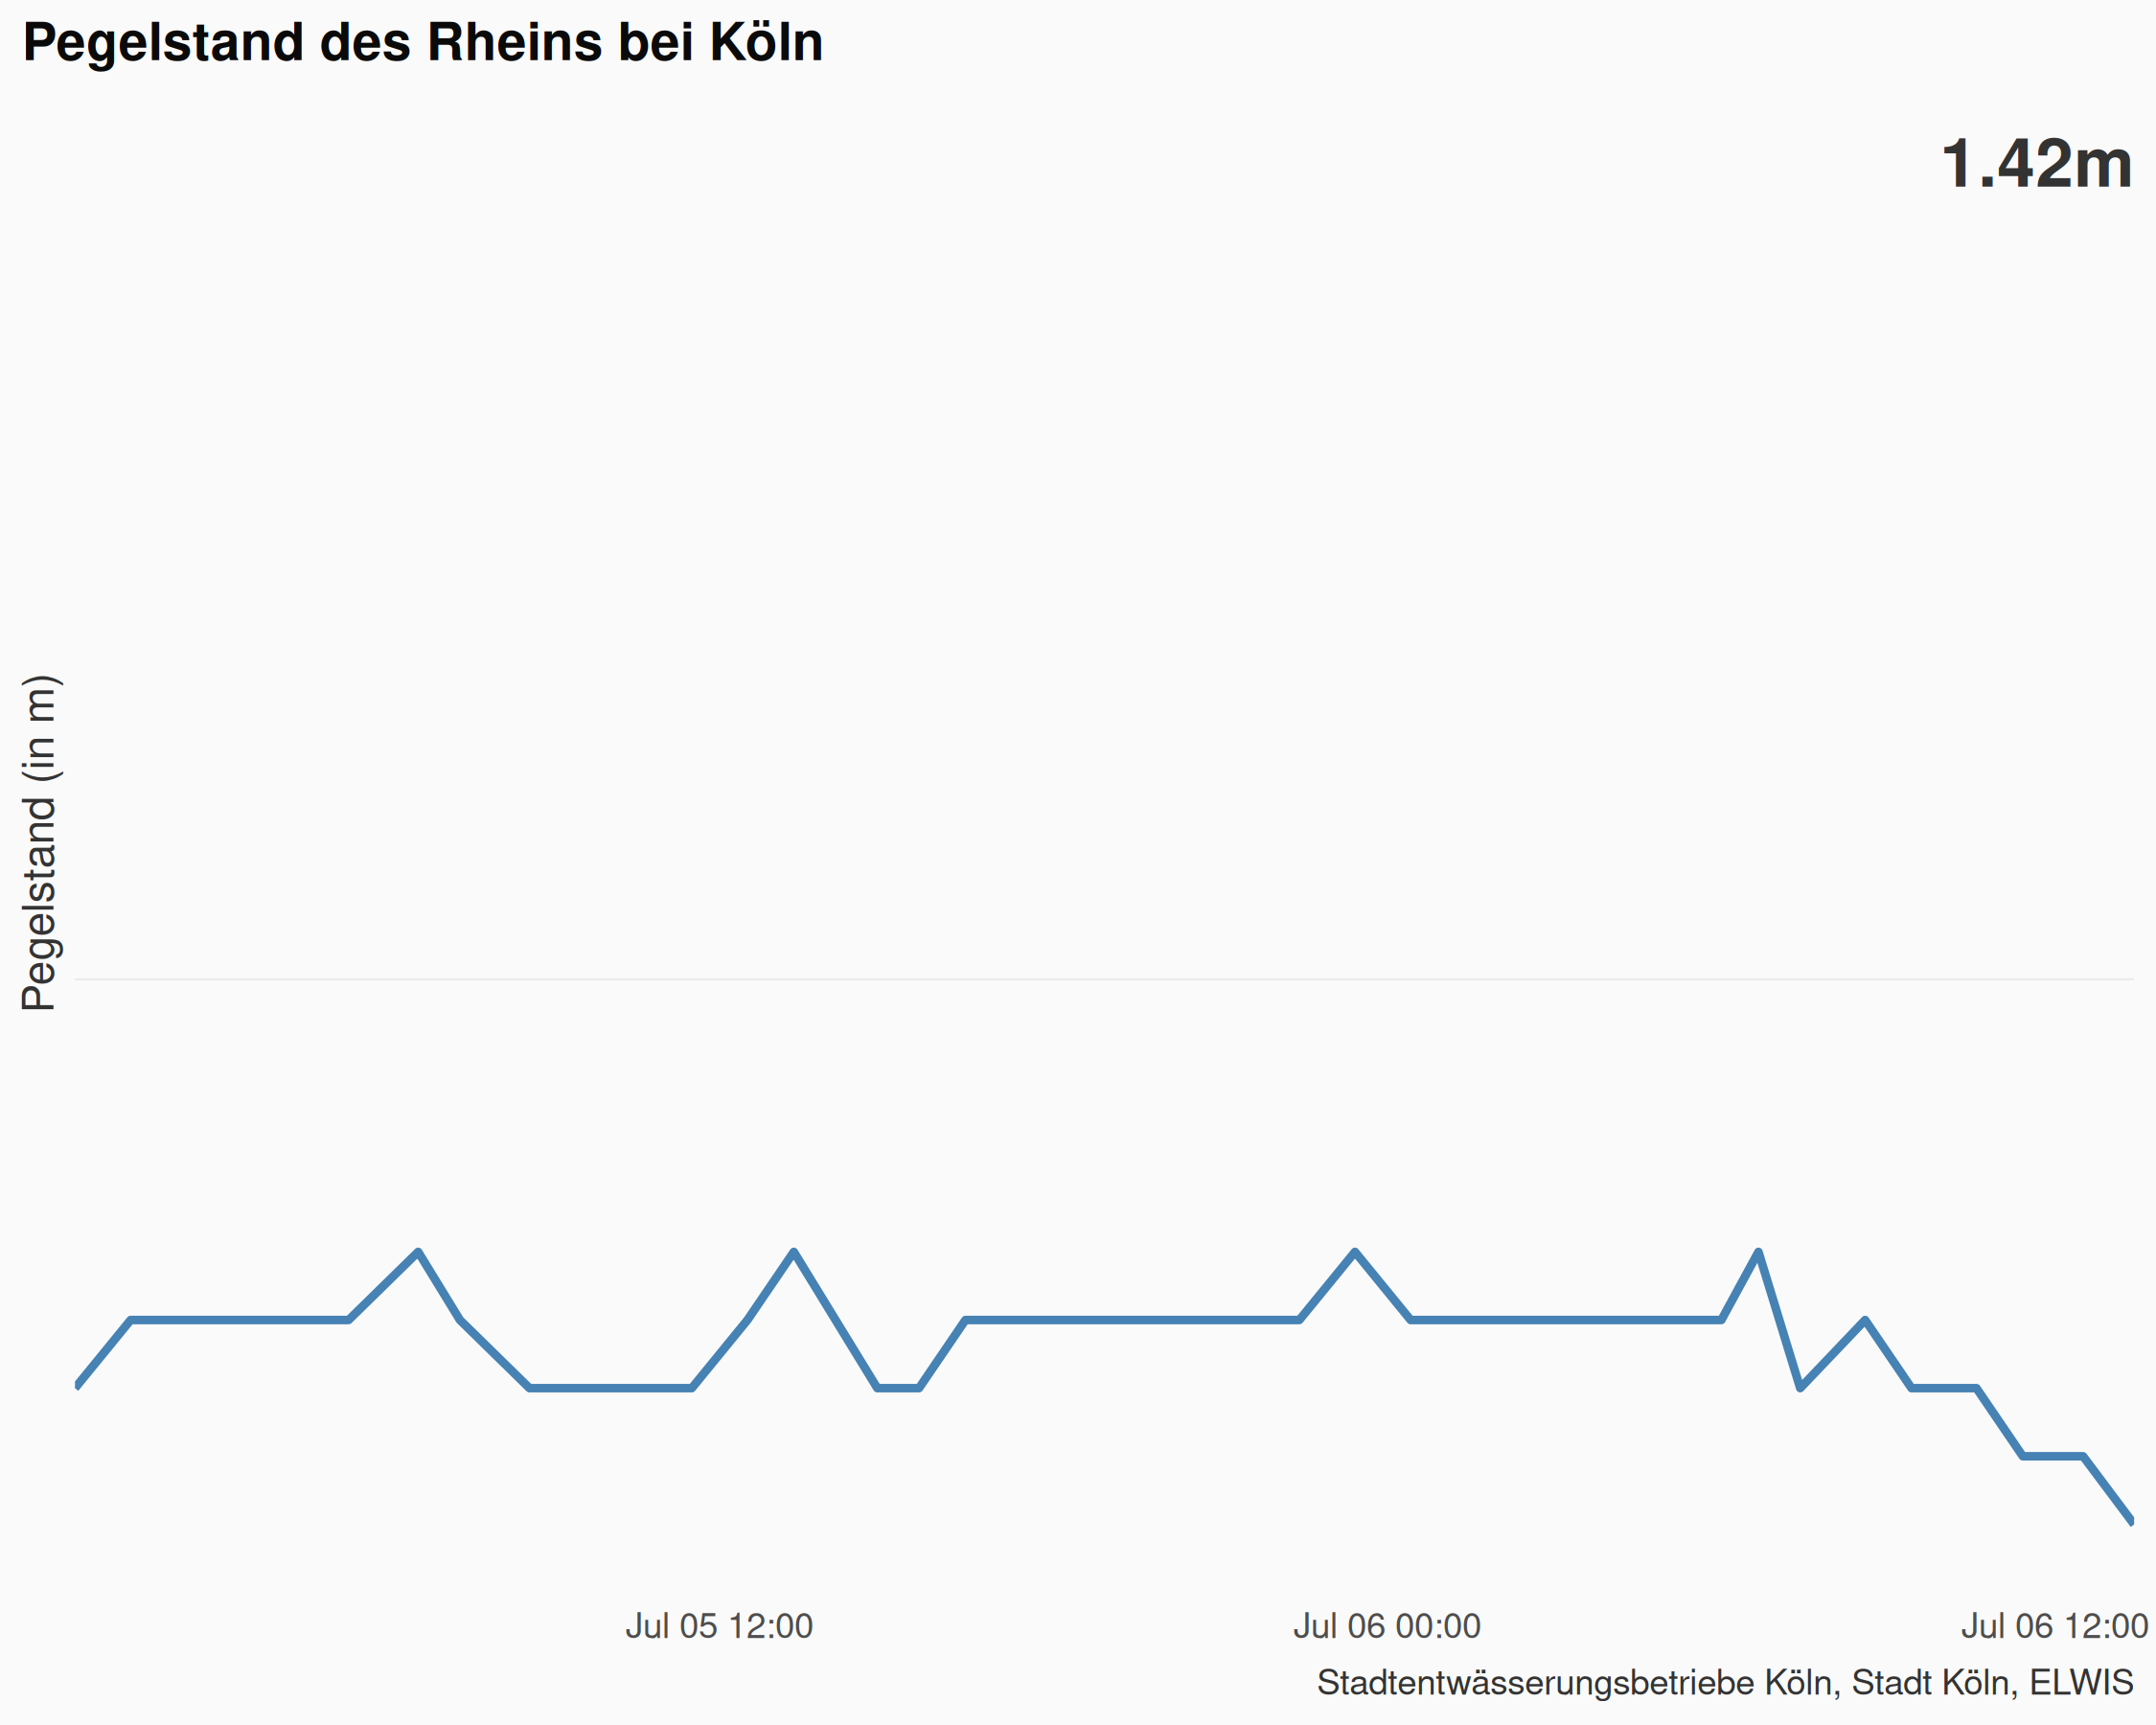 Pegelstand des Rheins bei Köln
1.42m
Pegelstand (in m)
Jul 05 12:00
Jul 06 00:00
Jul 06 12:00
Stadtentwässerungsbetriebe Köln, Stadt Köln, ELWIS